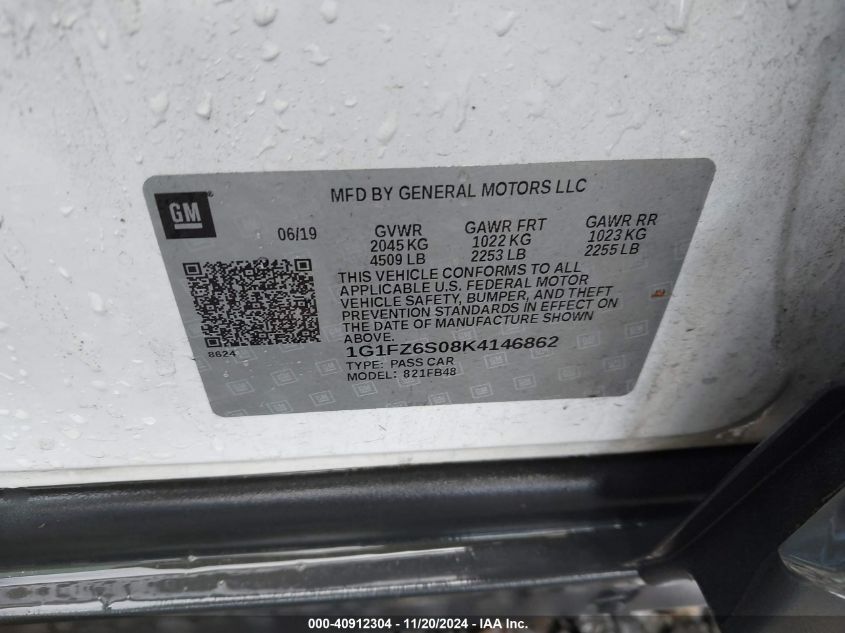 MFD BY GENERAL MOTORS LLC
GM®
06/19
GVWR
2045 KG
4509 LB
GAWR FRT
1022 KG
2253 LB
GAWR RR
1023 KG
2255 LB
THIS VEHICLE CONFORMS TO ALL
APPLICABLE U.S. FEDERAL MOTOR
VEHICLE SAFETY, BUMPER, AND THEFT
PREVENTION STANDARDS IN EFFECT ON
THE DATE OF MANUFACTURE SHOWN
ABOVE.
8624
1G1FZ6S08K4146862
TYPE: PASS CAR
MODEL: 821FB48
000-40912304 — 11/20/2024 — IAA Inc.